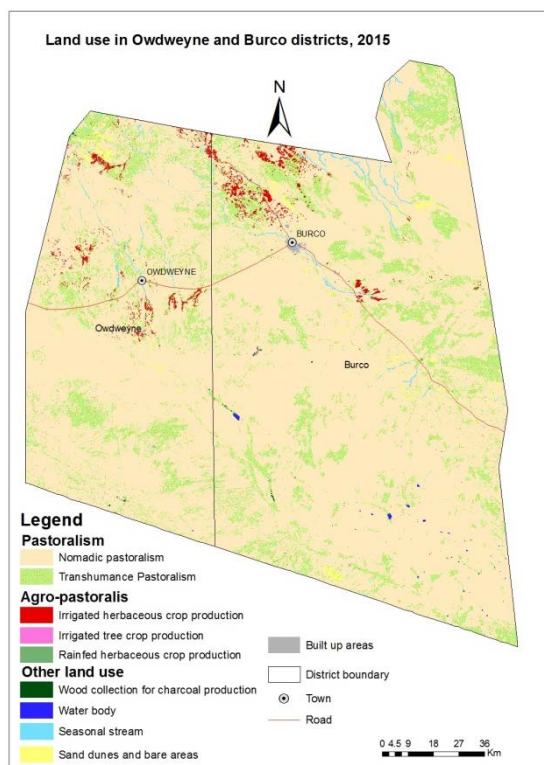 Land use in Owdweyne and Burco districts, 2015
N
BURCO
OWDWEYNE
Owdweyne
Burco
Legend
Pastoralism
Nomadic pastoralism
Transhumance Pastoralism
Agro-pastoralis
Irrigated herbaceous crop production
Irrigated tree crop production
Rainfed herbaceous crop production
Other land use
Wood collection for charcoal production
Water body
Seasonal stream
Sand dunes and bare areas
Built up areas
District boundary
Town
Road
0 4.5 9 18 27 36
Km